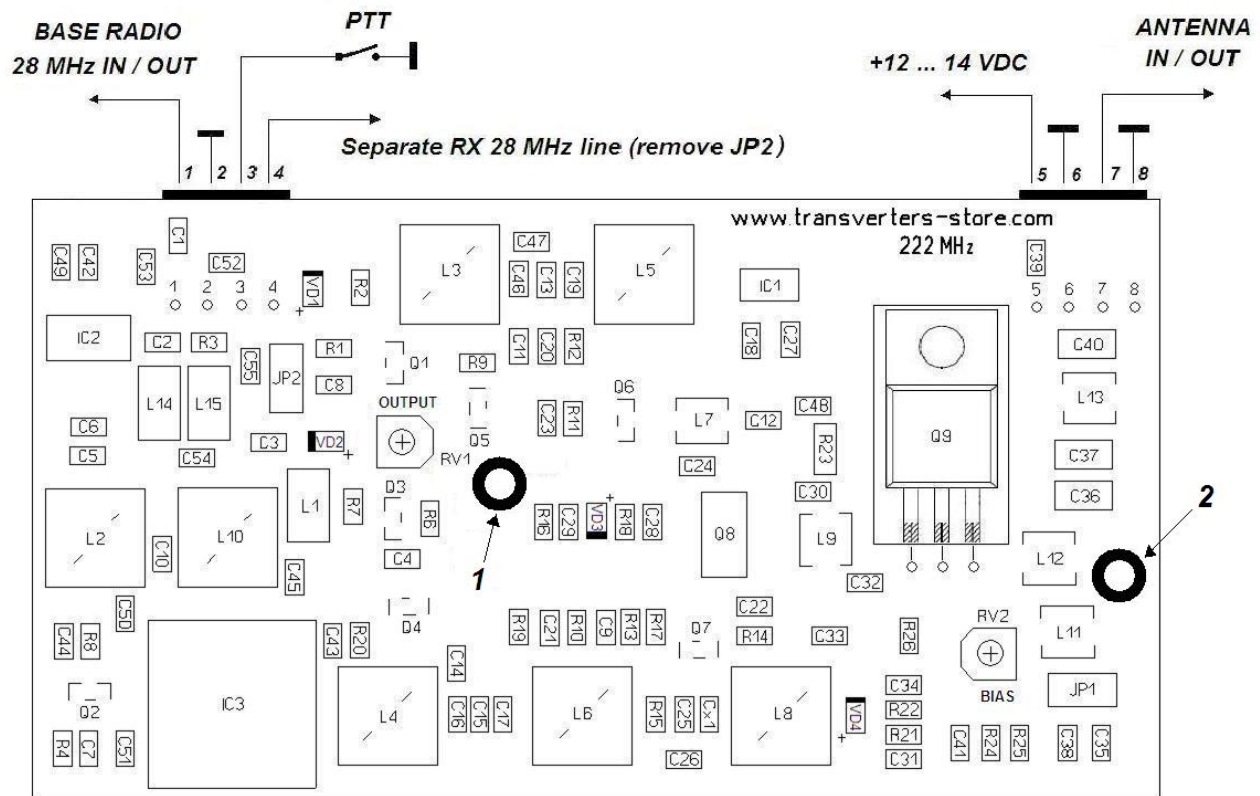 PTT
BASE RADIO
28 MHz IN / OUT
ANTENNA
IN / OUT
+12 ... 14 VDC
Separate RX 28 MHz line (remove JP2)
1 2 3 4
5 6 7 8
www.transverters-store.com
222 MHz
C49 C42 C53 C1 C52
1 2 3 4
VD1 R2
L3
C47
C46 C13 C19
L5
IC1
C39
5 6 7 8
IC2
C2 R3 C55 JP2 R1 C8
Q1
R9
C11 C20 R12
C18 C27
C40
L14 L15
OUTPUT
RV1
Q5
Q6
C23 R11
L7
C12 C48
R23
Q9
L13
C6
C5
C54 C3 VD2
C24
C37
C30
C36
L2 L10 L1 R7
Q3
R6
1
R16 C29 VD3 R18 C28
Q8
L9
2
C10 C45 C4
L12
C32
C50
Q4
C44 R8
C43 R20
R19 C21 R10 C9 R13 R17
Q7
C22
R14 C33
R26
RV2
L11
IC3
C14
L4
C16 C15 C17
L6
R15 C25 Cx1
L8
VD4
C34
R22
R21
C31
BIAS
JP1
Q2
R4 C7 C51
C26
C41 R24 R25 C38 C35